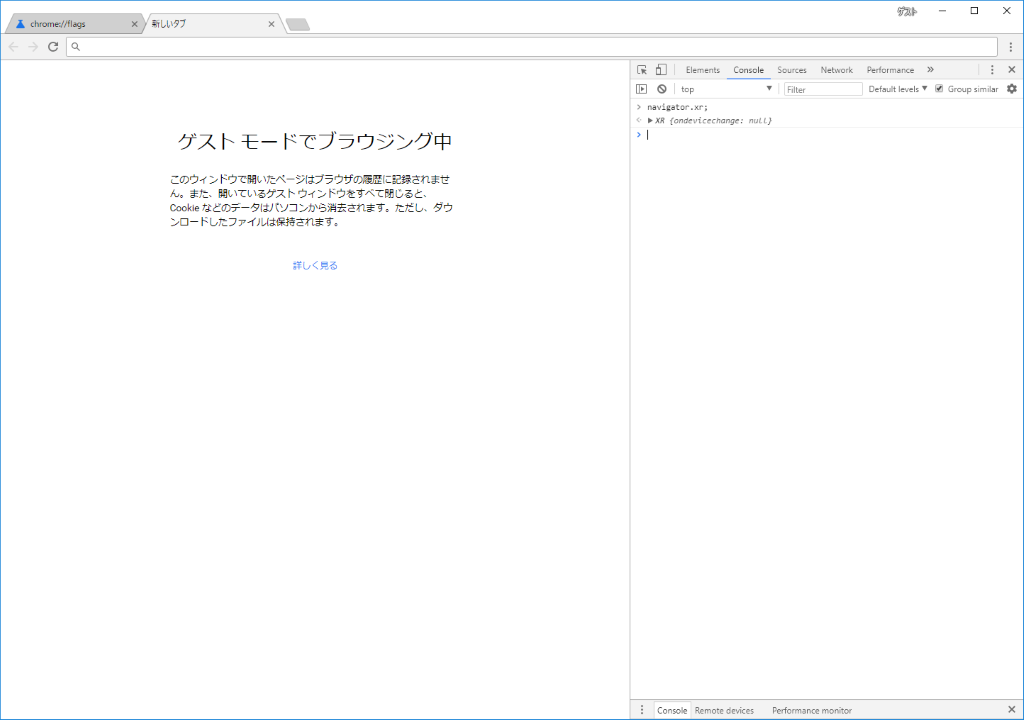 ゲスト
chrome://flags
新しいタブ
ゲスト モードでブラウジング中
このウィンドウで開いたページはブラウザの履歴に記録されませ
ん。また、開いているゲスト ウィンドウをすべて閉じると、
Cookie などのデータはパソコンから消去されます。ただし、ダウ
ンロードしたファイルは保持されます。
詳しく見る
Elements Console Sources Network Performance »
top Filter Default levels ▼ Group similar
> navigator.xr;
XR {ondevicechange: null}
>
Console Remote devices Performance monitor